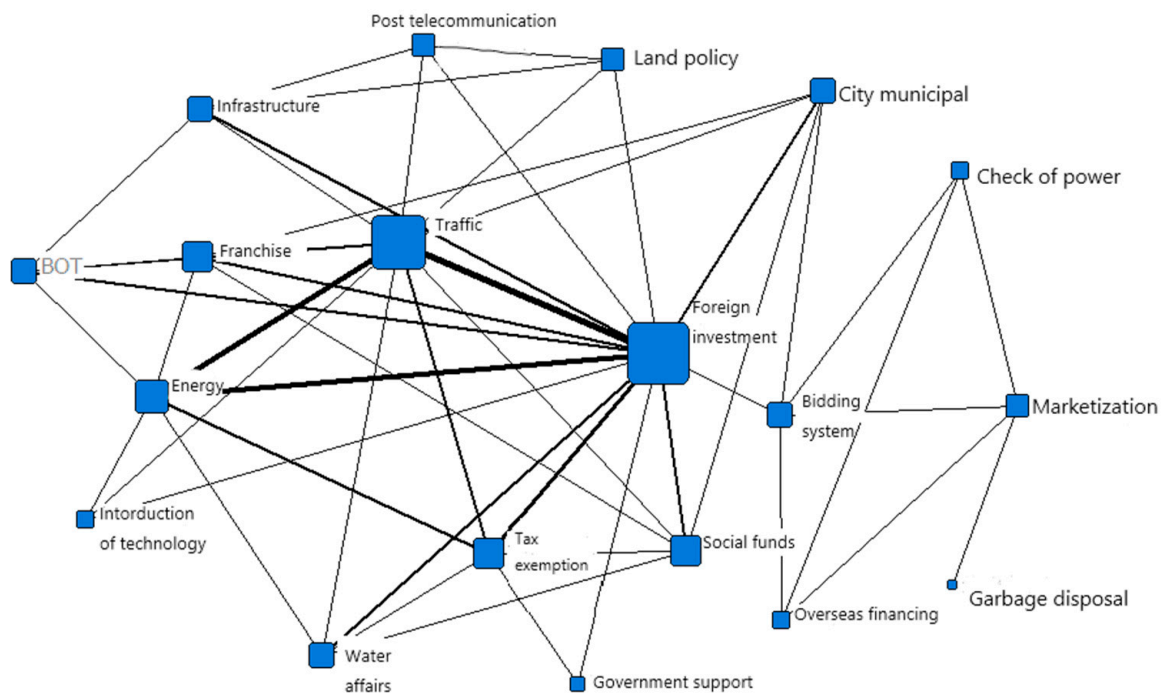 Post telecommunication
Land policy
Infrastructure
City municipal
Check of power
Traffic
Franchise
BOT
Foreign
investment
Energy
Bidding
system
Marketization
Intorduction
of technology
Tax
exemption
Social funds
Garbage disposal
Overseas financing
Water
affairs
Government support